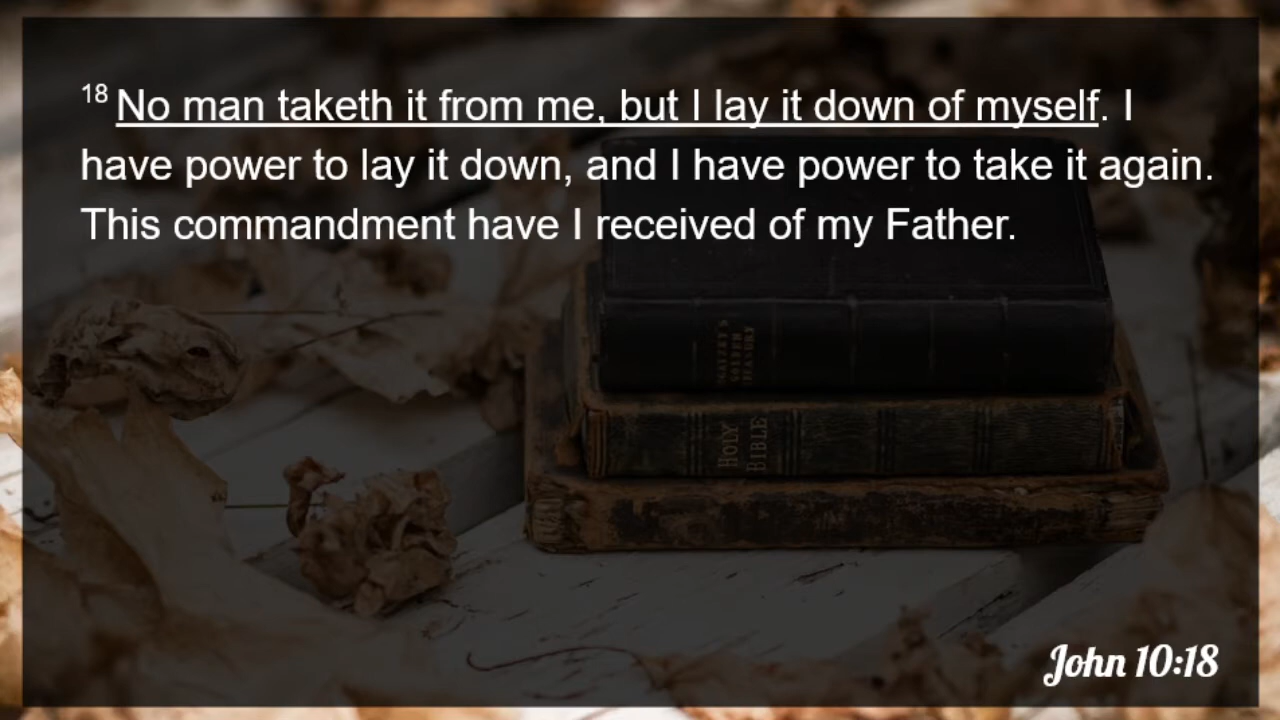 18 No man taketh it from me, but I lay it down of myself. I
have power to lay it down, and I have power to take it again.
This commandment have I received of my Father.
GOLDEN
HOLY
BIBLE
John 10:18